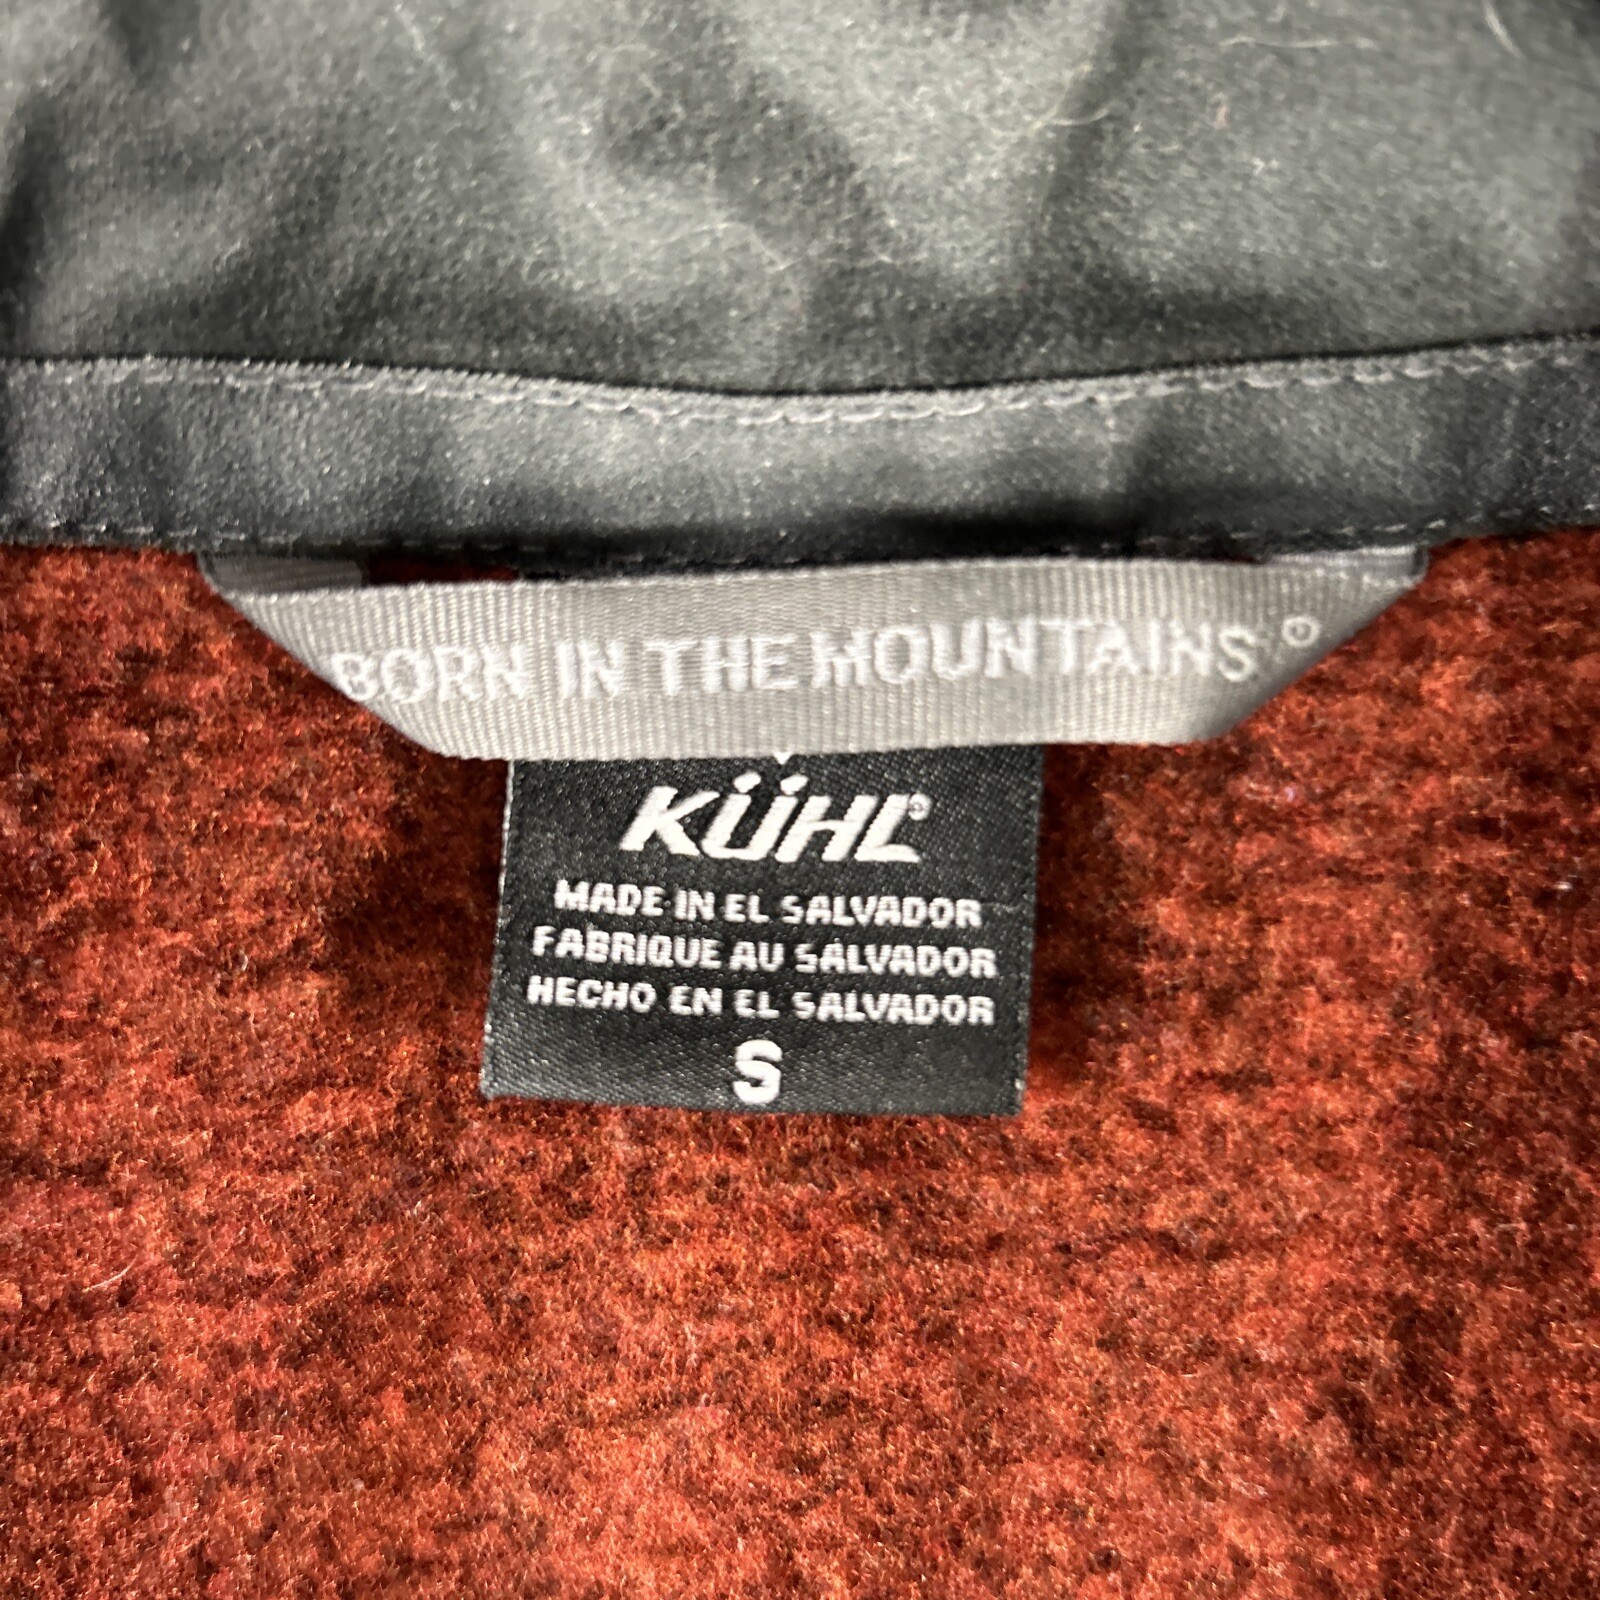 BORN IN THE MOUNTAINS®
KÜHL®
MADE IN EL SALVADOR
FABRIQUE AU SALVADOR
HECHO EN EL SALVADOR
S